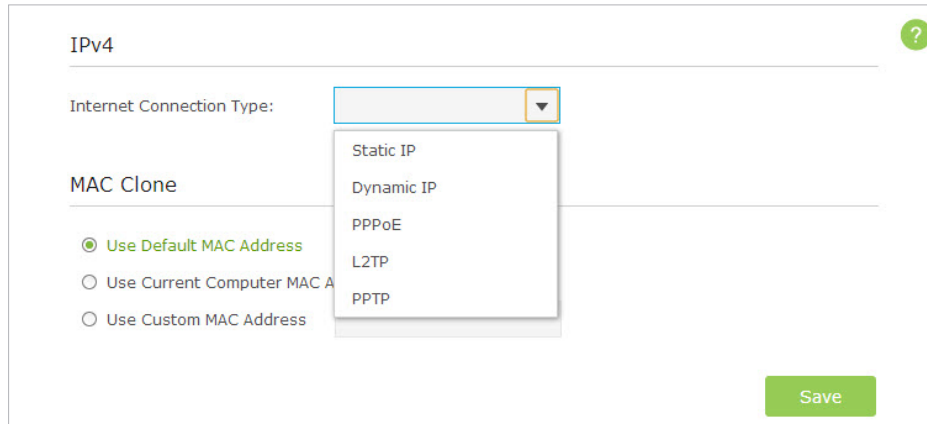 IPv4
?
Internet Connection Type:
Static IP
Dynamic IP
PPPoE
L2TP
PPTP
MAC Clone
Use Default MAC Address
Use Current Computer MAC A
Use Custom MAC Address
Save